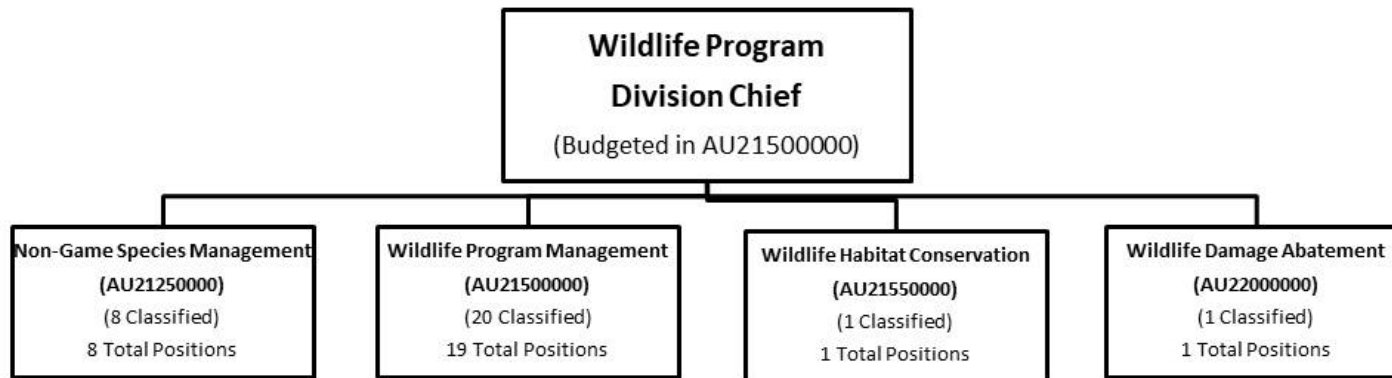 Wildlife Program
Division Chief
(Budgeted in AU21500000)
Non-Game Species Management
(AU21250000)
(8 Classified)
8 Total Positions
Wildlife Program Management
(AU21500000)
(20 Classified)
19 Total Positions
Wildlife Habitat Conservation
(AU21550000)
(1 Classified)
1 Total Positions
Wildlife Damage Abatement
(AU22000000)
(1 Classified)
1 Total Positions